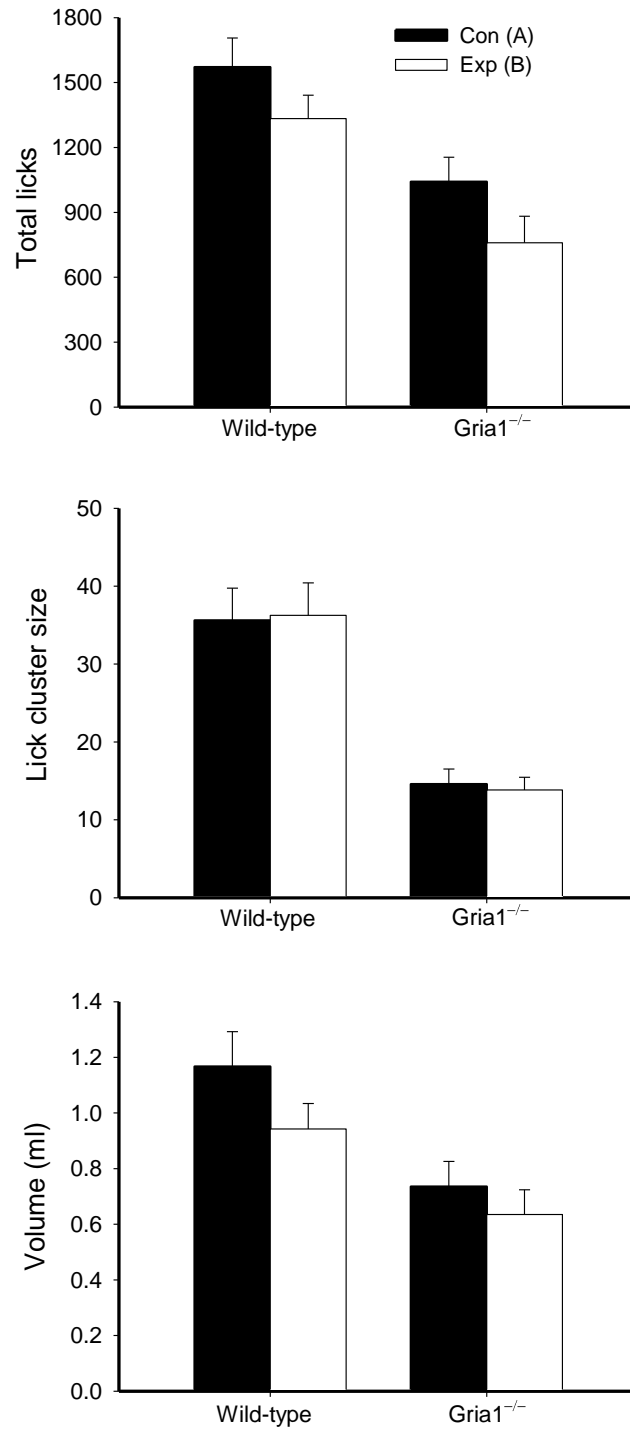 1800
1500
1200
900
600
300
0
Total licks
Con (A)
Exp (B)
Wild-type
Gria1⁻/⁻
50
40
30
20
10
0
Lick cluster size
Wild-type
Gria1⁻/⁻
1.4
1.2
1.0
0.8
0.6
0.4
0.2
0.0
Volume (ml)
Wild-type
Gria1⁻/⁻